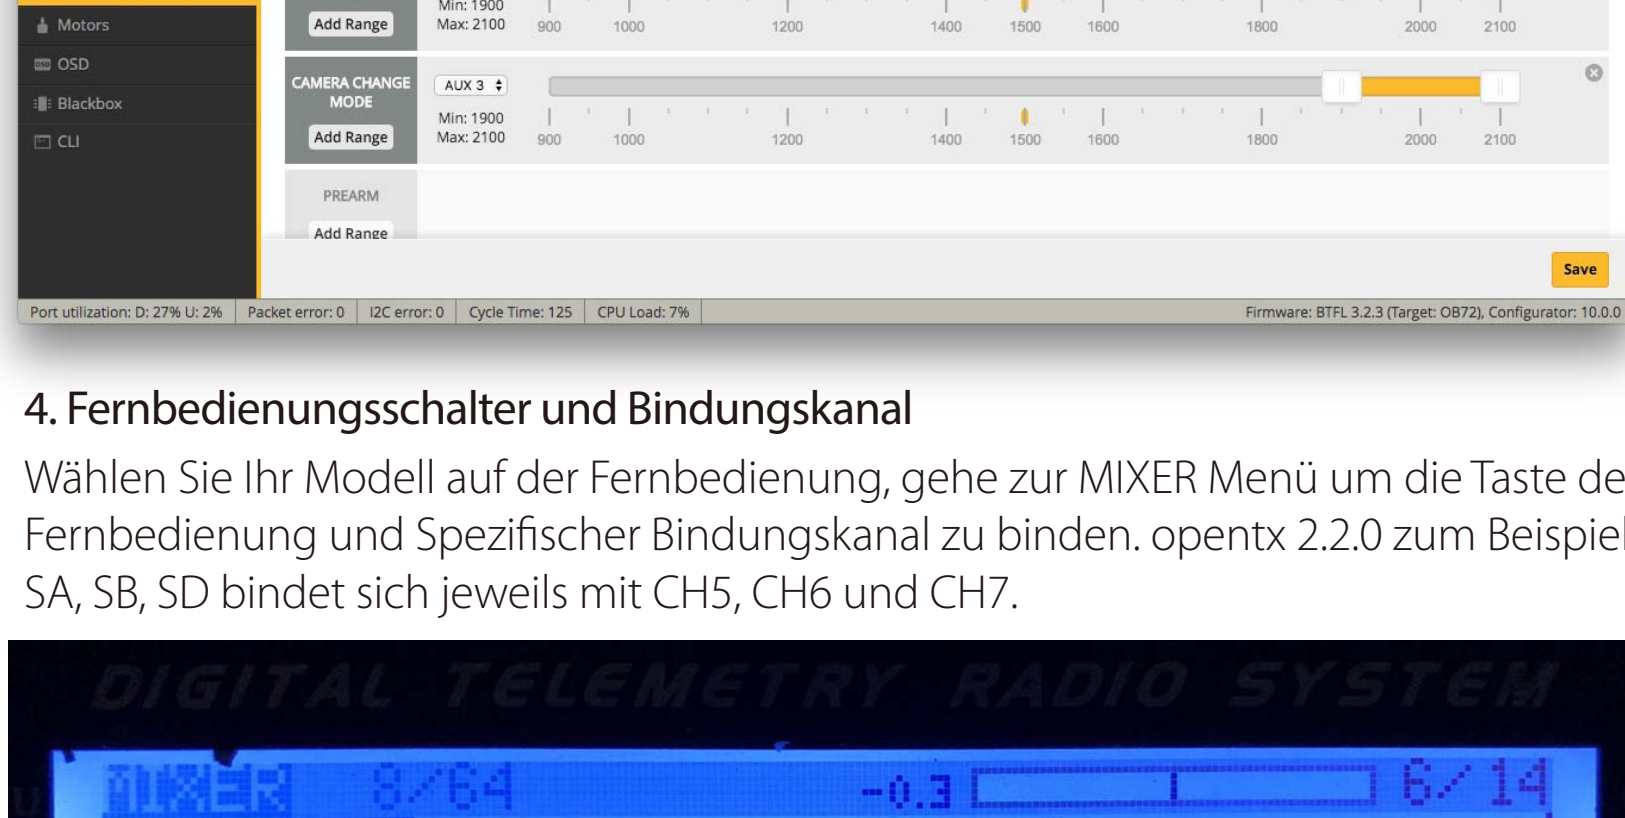 Min: 1900
Motors
Add Range
Max: 2100
900 1000 1200 1400 1500 1600 1800 2000 2100
OSD
CAMERA CHANGE
MODE
AUX 3
Blackbox
Min: 1900
CLI
Add Range
Max: 2100
900 1000 1200 1400 1500 1600 1800 2000 2100
PREARM
Add Range
Save
Port utilization: D: 27% U: 2% Packet error: 0 I2C error: 0 Cycle Time: 125 CPU Load: 7% Firmware: BTFL 3.2.3 (Target: OB72), Configurator: 10.0.0
4. Fernbedienungsschalter und Bindungskanal
Wählen Sie Ihr Modell auf der Fernbedienung, gehe zur MIXER Menü um die Taste de
Fernbedienung und Spezifischer Bindungskanal zu binden. opentx 2.2.0 zum Beispiel
SA, SB, SD bindet sich jeweils mit CH5, CH6 und CH7.
DIGITAL TELEMETRY RADIO SYSTEM
MIXER 8/64 -0.3 6/14